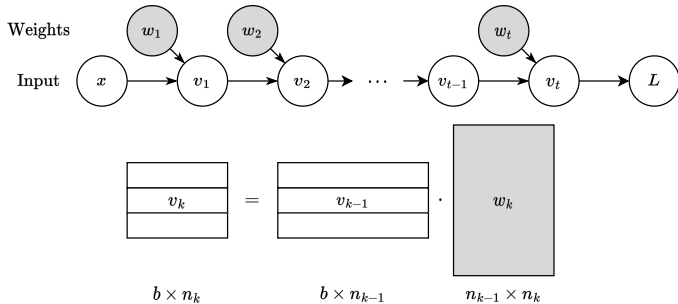 Weights w₁ w₂ wₜ
Input x v₁ v₂ ⋯ vₜ₋₁ vₜ L
vₖ = vₖ₋₁ · wₖ
b × nₖ b × nₖ₋₁ nₖ₋₁ × nₖ